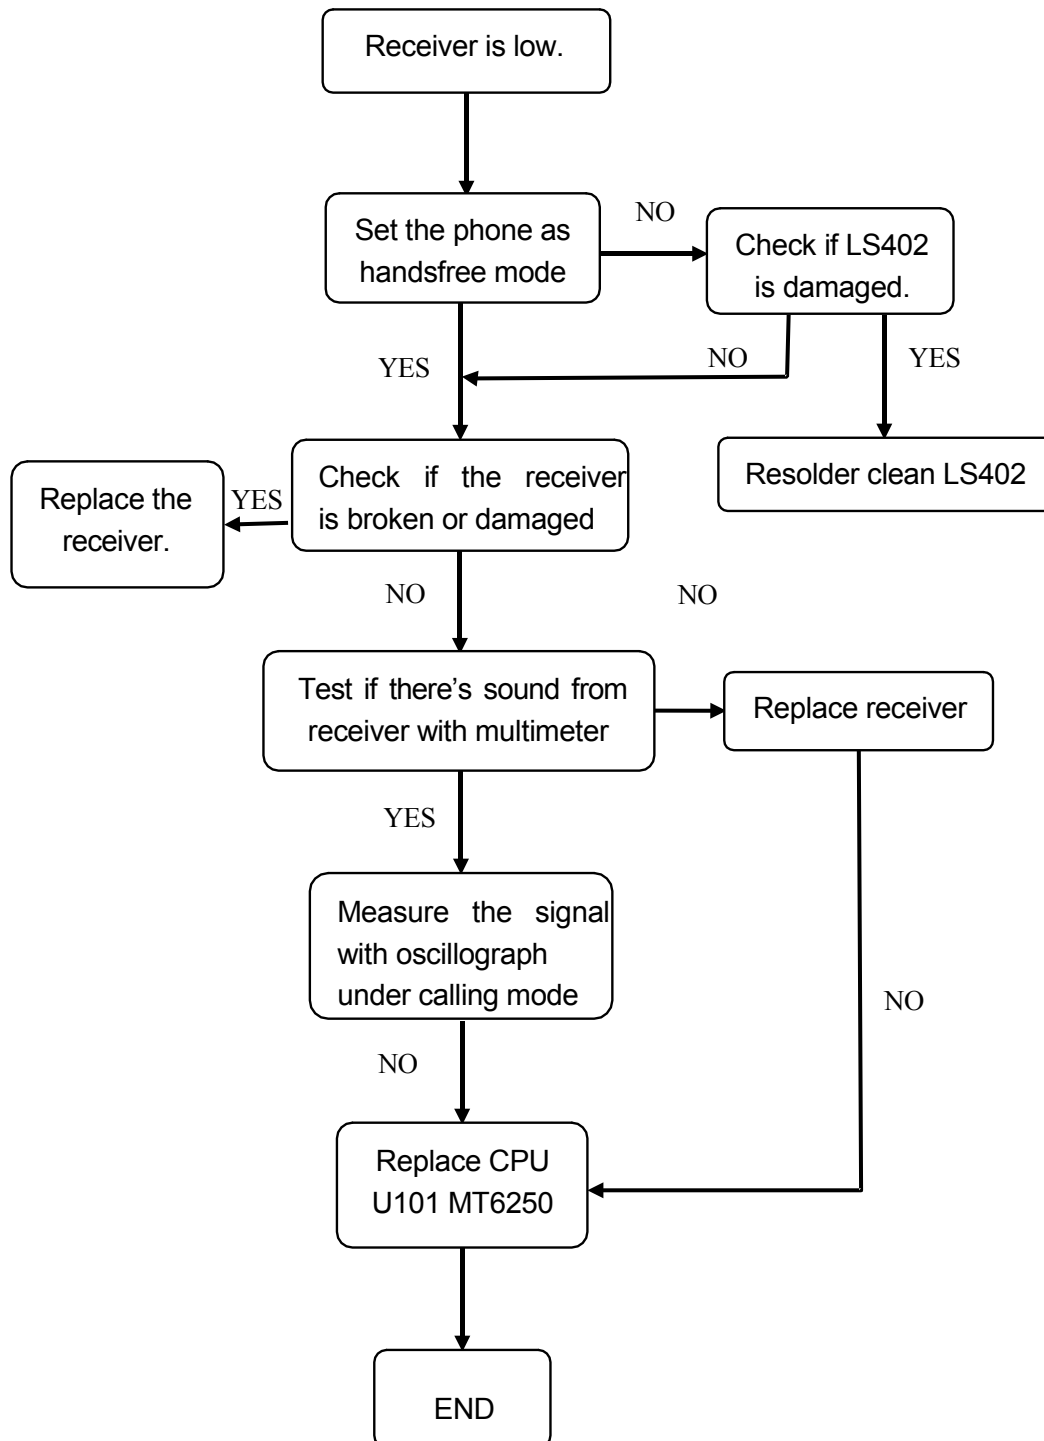 Receiver is low.
NO
Set the phone as
handsfree mode
Check if LS402
is damaged.
YES
NO
YES
Check if the receiver
is broken or damaged
Resolder clean LS402
Replace the
receiver.
YES
NO
NO
Test if there’s sound from
receiver with multimeter
Replace receiver
YES
Measure the signal
with oscillograph
under calling mode
NO
NO
Replace CPU
U101 MT6250
END